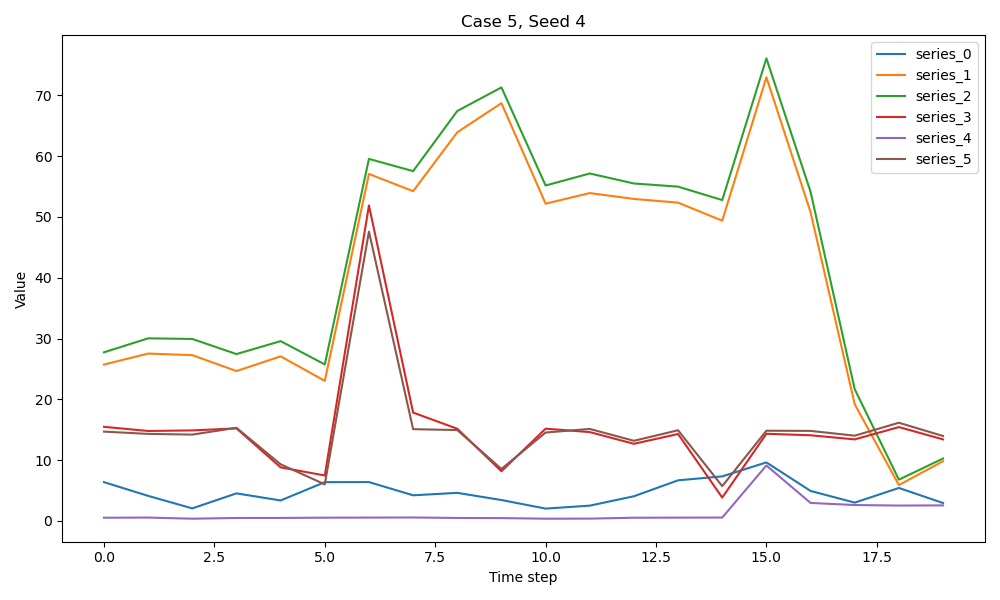 Case 5, Seed 4
series_0
series_1
series_2
series_3
series_4
series_5
Value
70
60
50
40
30
20
10
0
0.0 2.5 5.0 7.5 10.0 12.5 15.0 17.5
Time step